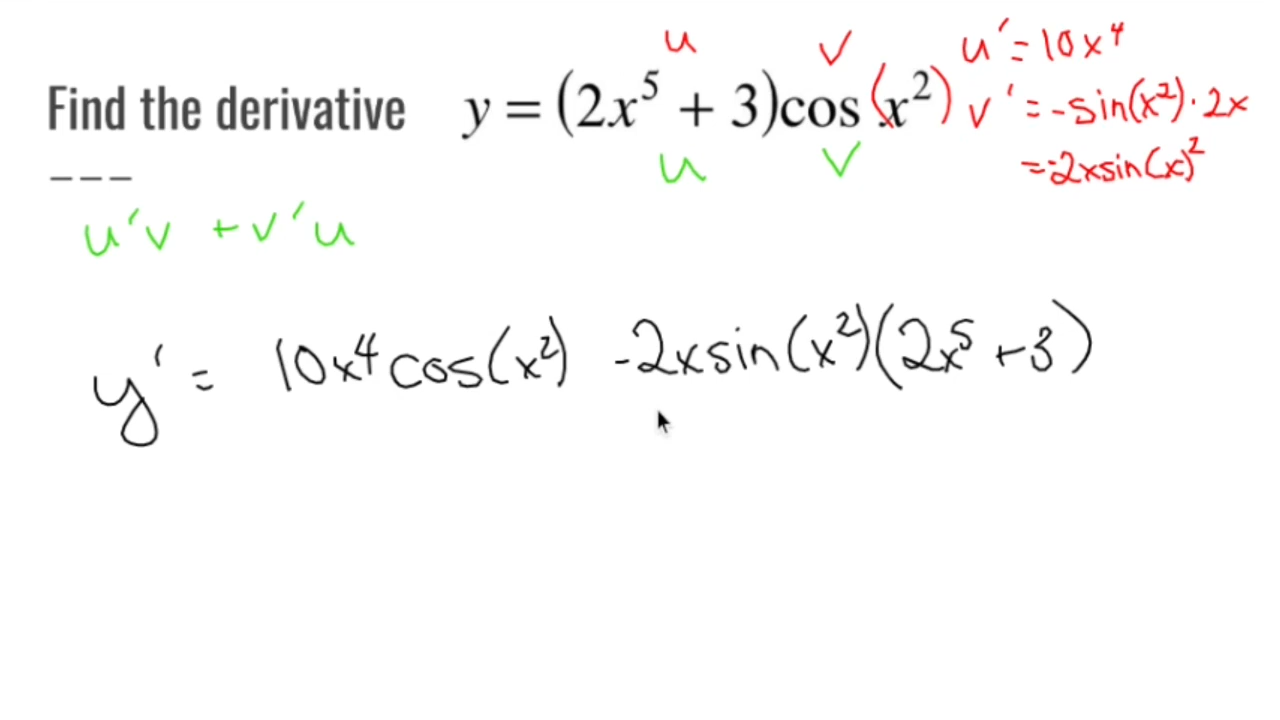 u v u' = 10x⁴
Find the derivative y = (2x⁵ + 3)cos(x²) v' = -sin(x²)·2x
u v = -2xsin(x)²
u'v + v'u
y' = 10x⁴cos(x²) -2xsin(x²)(2x⁵+3)